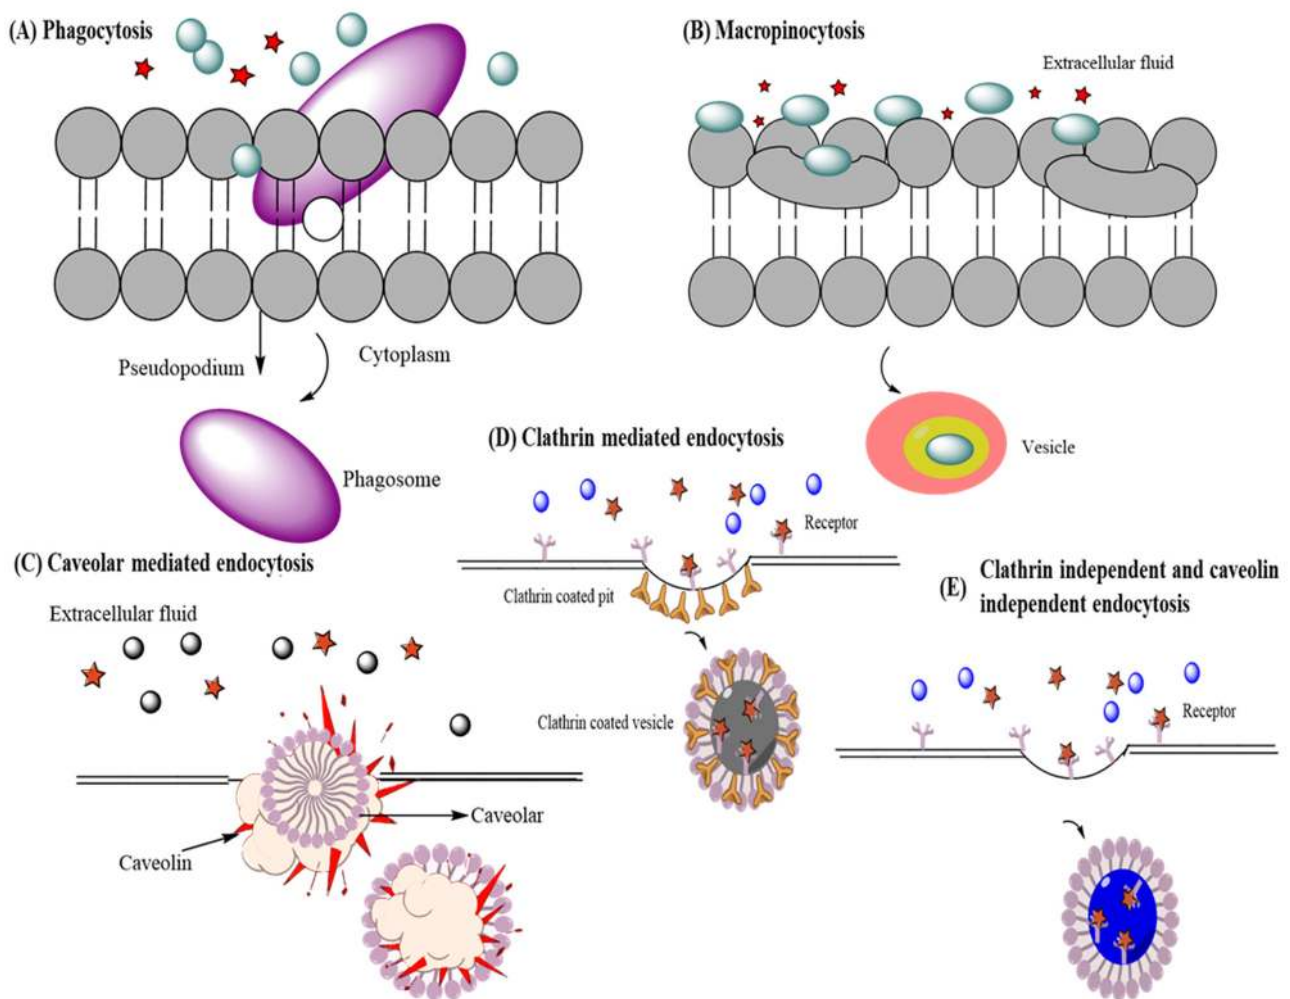 (A) Phagocytosis
(B) Macropinocytosis
Extracellular fluid
Pseudopodium
Cytoplasm
Phagosome
Vesicle
(D) Clathrin mediated endocytosis
Receptor
Clathrin coated pit
Clathrin coated vesicle
(C) Caveolar mediated endocytosis
Extracellular fluid
Caveolar
Caveolin
(E) Clathrin independent and caveolin
independent endocytosis
Receptor